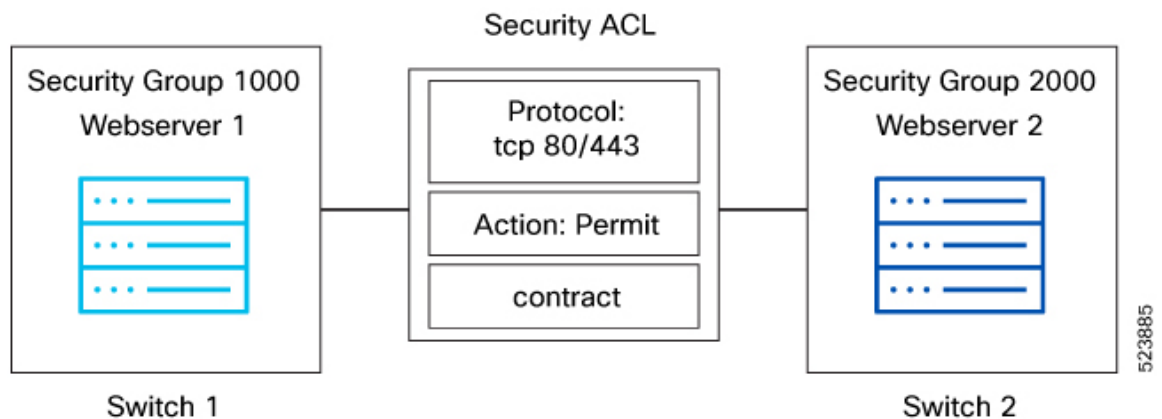 Security ACL
Security Group 1000
Webserver 1
Protocol:
tcp 80/443
Action: Permit
contract
Security Group 2000
Webserver 2
Switch 1
Switch 2
523885